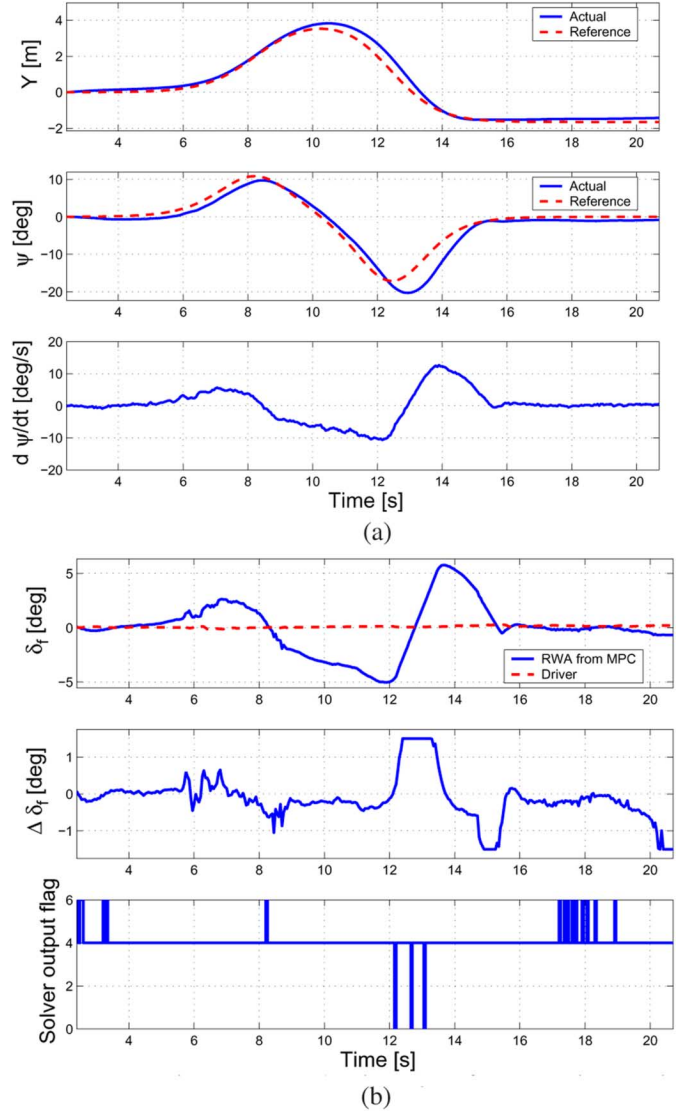 4
2
0
−2
Y [m]
Actual
Reference
4 6 8 10 12 14 16 18 20
10
0
−10
−20
ψ [deg]
Actual
Reference
4 6 8 10 12 14 16 18 20
20
10
0
−10
−20
d ψ/dt [deg/s]
4 6 8 10 12 14 16 18 20
Time [s]
(a)
5
0
−5
δf [deg]
RWA from MPC
Driver
4 6 8 10 12 14 16 18 20
1
0
−1
Δ δf [deg]
4 6 8 10 12 14 16 18 20
6
4
2
0
Solver output flag
4 6 8 10 12 14 16 18 20
Time [s]
(b)